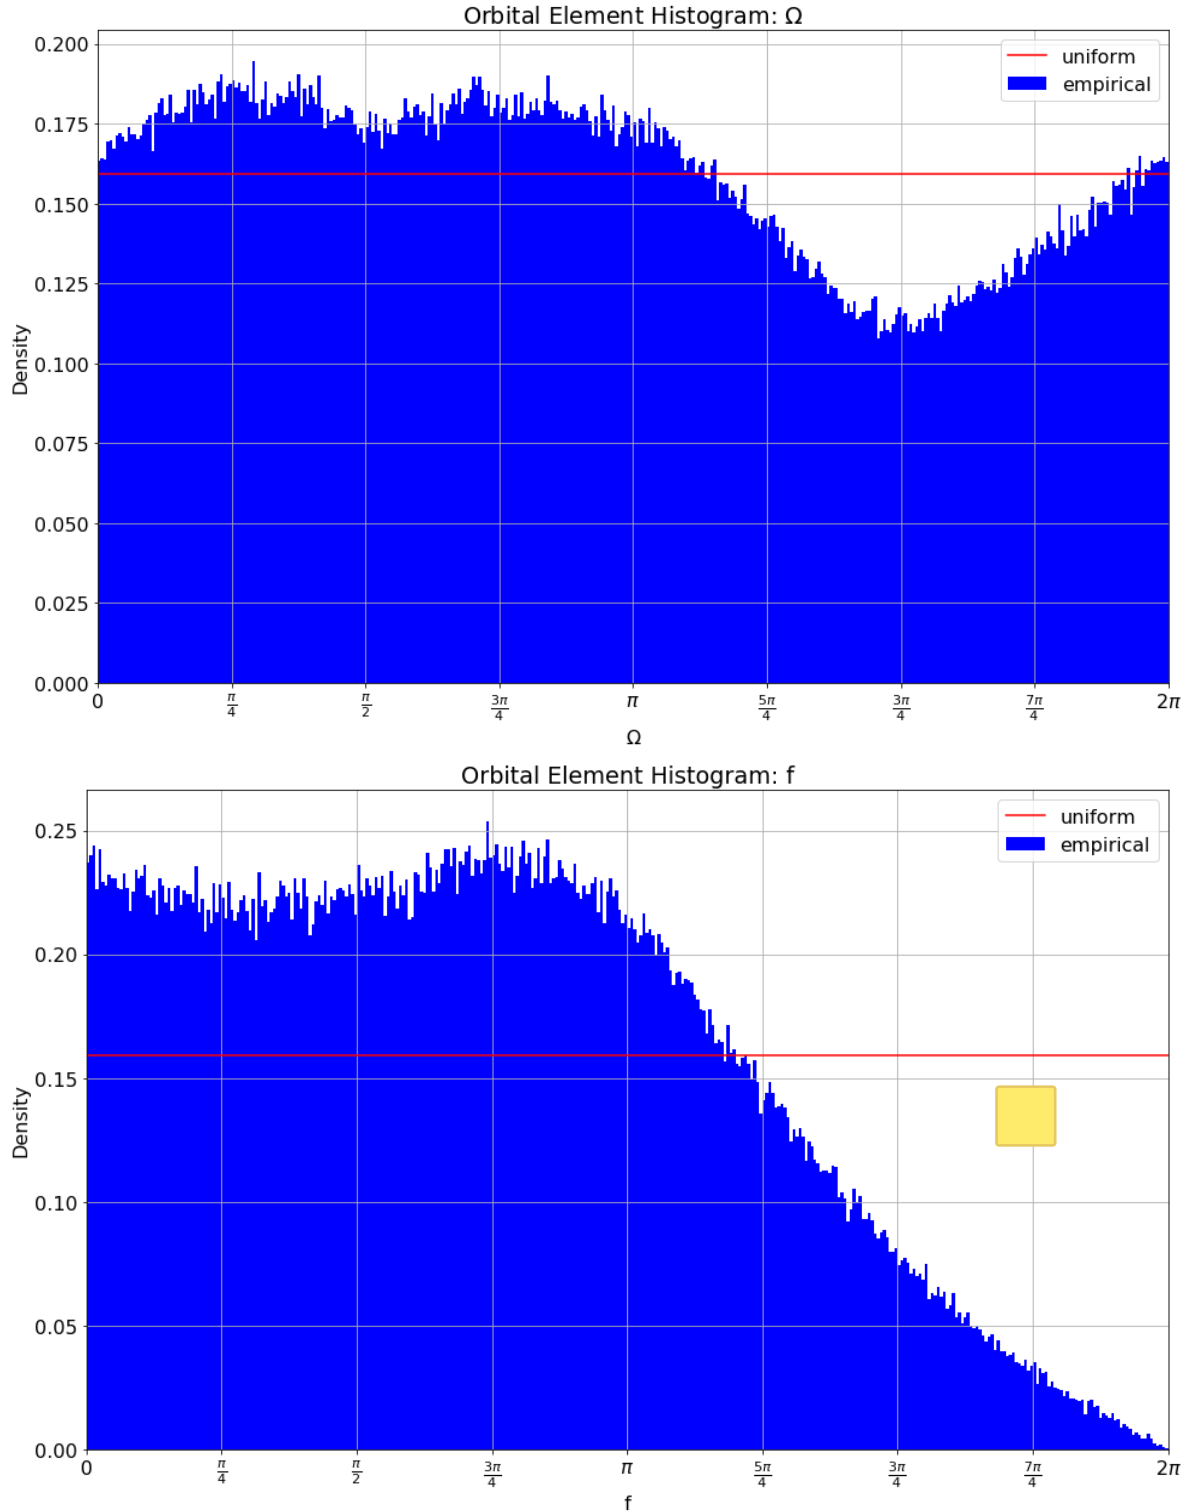 Orbital Element Histogram: Ω
uniform
empirical
0.200
0.175
0.150
0.125
0.100
0.075
0.050
0.025
0.000
Density
0 π/4 π/2 3π/4 π 5π/4 3π/4 7π/4 2π
Ω
Orbital Element Histogram: f
uniform
empirical
0.25
0.20
0.15
0.10
0.05
0.00
Density
0 π/4 π/2 3π/4 π 5π/4 3π/4 7π/4 2π
f